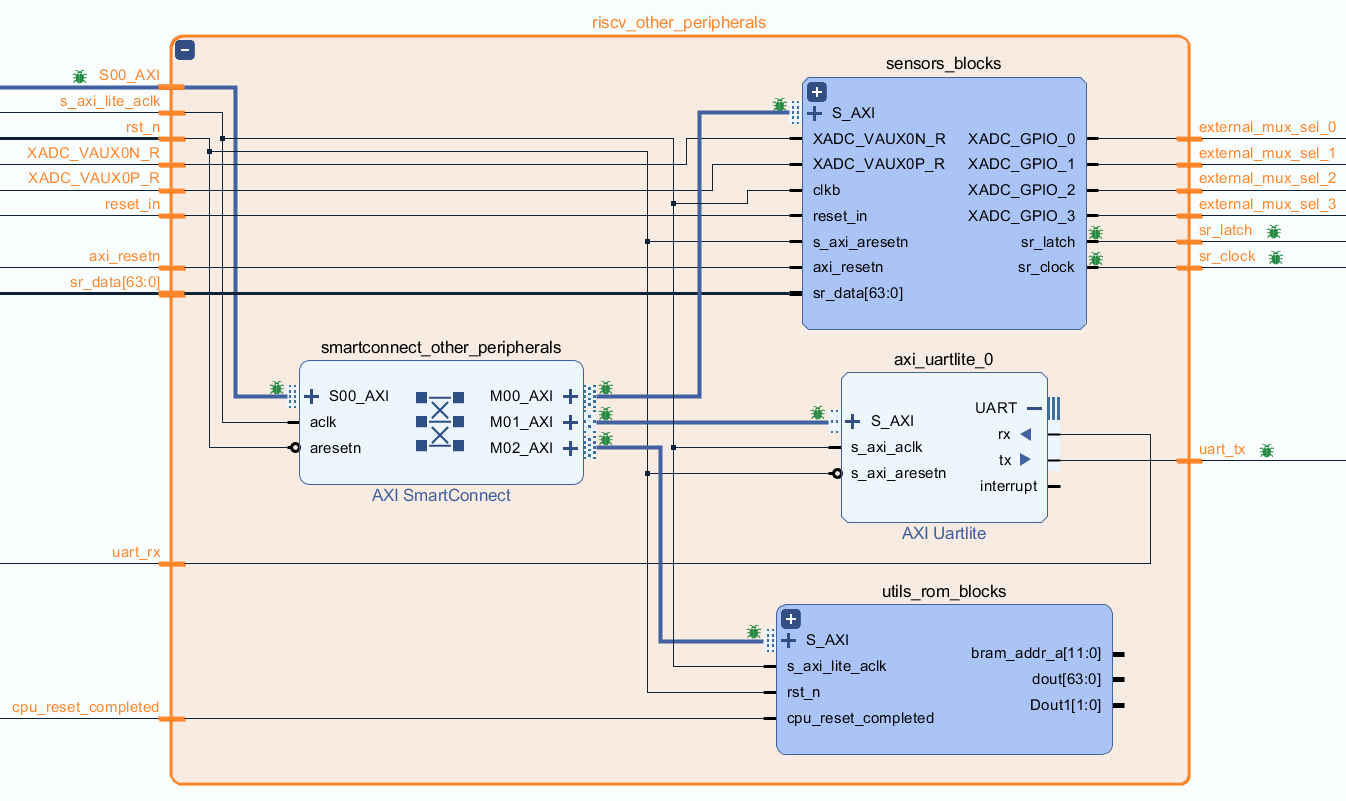 riscv_other_peripherals
S00_AXI
s_axi_lite_aclk
rst_n
XADC_VAUX0N_R
XADC_VAUX0P_R
reset_in
axi_resetn
sr_data[63:0]
uart_rx
cpu_reset_completed
sensors_blocks
S_AXI
XADC_VAUX0N_R
XADC_VAUX0P_R
clkb
reset_in
s_axi_aresetn
axi_resetn
sr_data[63:0]
XADC_GPIO_0
XADC_GPIO_1
XADC_GPIO_2
XADC_GPIO_3
sr_latch
sr_clock
smartconnect_other_peripherals
S00_AXI
aclk
aresetn
M00_AXI
M01_AXI
M02_AXI
AXI SmartConnect
axi_uartlite_0
S_AXI
s_axi_aclk
s_axi_aresetn
UART
rx
tx
interrupt
AXI Uartlite
utils_rom_blocks
S_AXI
s_axi_lite_aclk
rst_n
cpu_reset_completed
bram_addr_a[11:0]
dout[63:0]
Dout1[1:0]
external_mux_sel_0
external_mux_sel_1
external_mux_sel_2
external_mux_sel_3
sr_latch
sr_clock
uart_tx